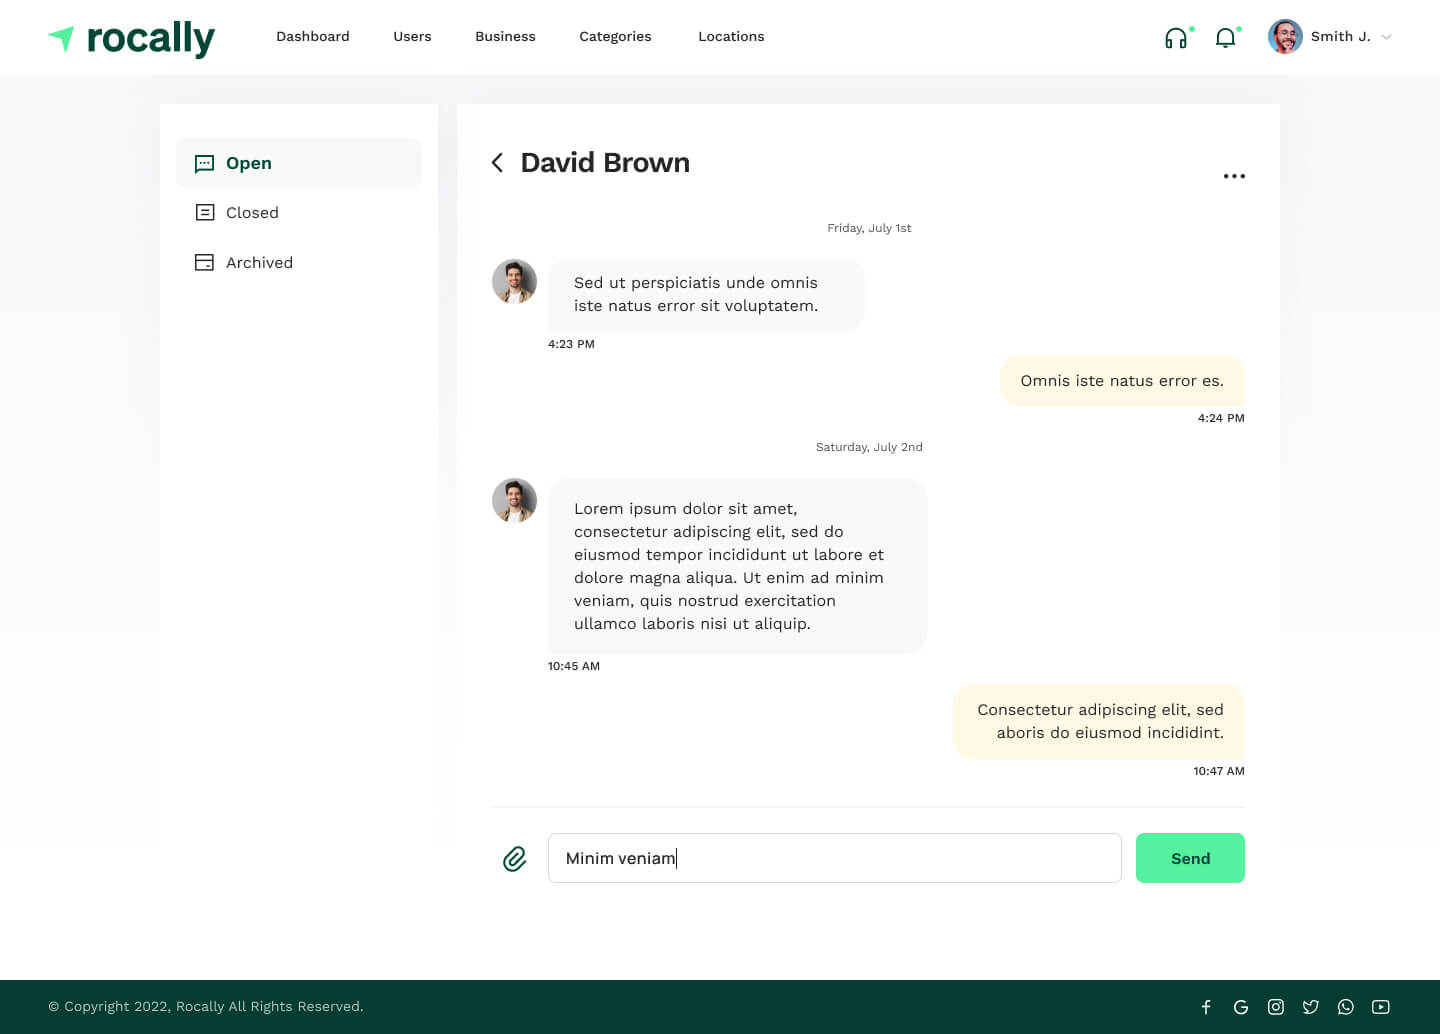 rocally
Dashboard
Users
Business
Categories
Locations
Smith J.
Open
Closed
Archived
David Brown
Friday, July 1st
Sed ut perspiciatis unde omnis
iste natus error sit voluptatem.
4:23 PM
Omnis iste natus error es.
4:24 PM
Saturday, July 2nd
Lorem ipsum dolor sit amet,
consectetur adipiscing elit, sed do
eiusmod tempor incididunt ut labore et
dolore magna aliqua. Ut enim ad minim
veniam, quis nostrud exercitation
ullamco laboris nisi ut aliquip.
10:45 AM
Consectetur adipiscing elit, sed
aboris do eiusmod incididint.
10:47 AM
Minim veniam
Send
© Copyright 2022, Rocally All Rights Reserved.